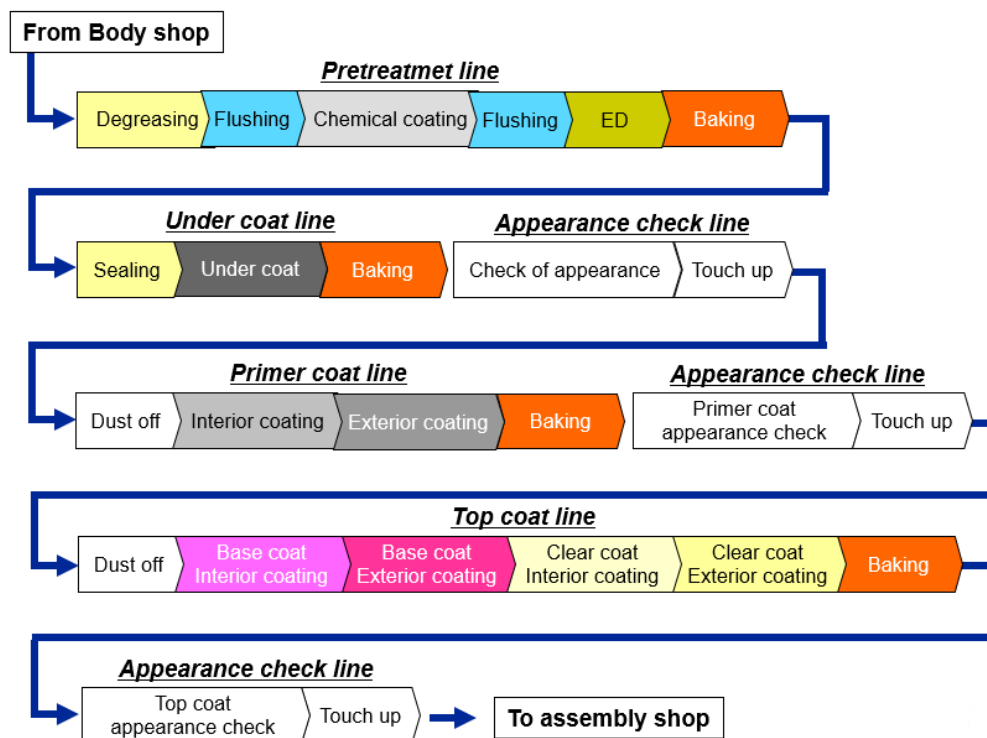 From Body shop
Pretreatmet line
Degreasing
Flushing
Chemical coating
Flushing
ED
Baking
Under coat line
Appearance check line
Sealing
Under coat
Baking
Check of appearance
Touch up
Primer coat line
Appearance check line
Dust off
Interior coating
Exterior coating
Baking
Primer coat
appearance check
Touch up
Top coat line
Dust off
Base coat
Interior coating
Base coat
Exterior coating
Clear coat
Interior coating
Clear coat
Exterior coating
Baking
Appearance check line
Top coat
appearance check
Touch up
To assembly shop